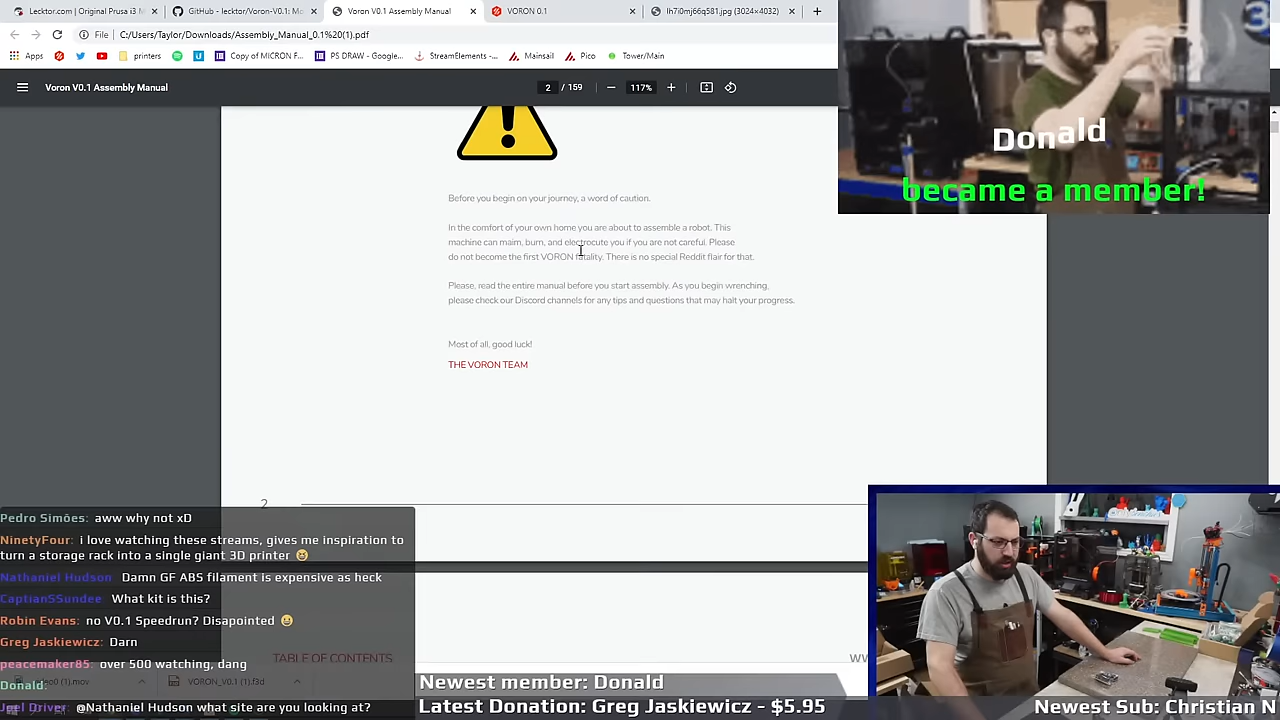 Lecktor.com | Original Prusa i3 M
GitHub - lecktor/Voron-V0.1: Mo
Voron V0.1 Assembly Manual
VORON 0.1
lh7i0mj66q581.jpg (3024×4032)
File
C:/Users/Taylor/Downloads/Assembly_Manual_0.1%20(1).pdf
Apps
printers
Copy of MICRON F...
PS DRAW - Google...
StreamElements -...
Mainsail
Pico
Tower/Main
Voron V0.1 Assembly Manual
2 / 159
117%
Donald
became a member!
Before you begin on your journey, a word of caution.
In the comfort of your own home you are about to assemble a robot. This
machine can maim, burn, and electrocute you if you are not careful. Please
do not become the first VORON fatality. There is no special Reddit flair for that.
Please, read the entire manual before you start assembly. As you begin wrenching,
please check our Discord channels for any tips and questions that may halt your progress.
Most of all, good luck!
THE VORON TEAM
2
Pedro Simões: aww why not xD
NinetyFour: i love watching these streams, gives me inspiration to
turn a storage rack into a single giant 3D printer
Nathaniel Hudson Damn GF ABS filament is expensive as heck
CaptianSSundee What kit is this?
Robin Evans: no V0.1 Speedrun? Disapointed
Greg Jaskiewicz: Darn
peacemaker85: over 500 watching, dang
Donald:
Joel Driver: @Nathaniel Hudson what site are you looking at?
TABLE OF CONTENTS
WW
(1).mov
VORON_V0.1 (1).f3d
Newest member: Donald
Latest Donation: Greg Jaskiewicz - $5.95
Newest Sub: Christian N